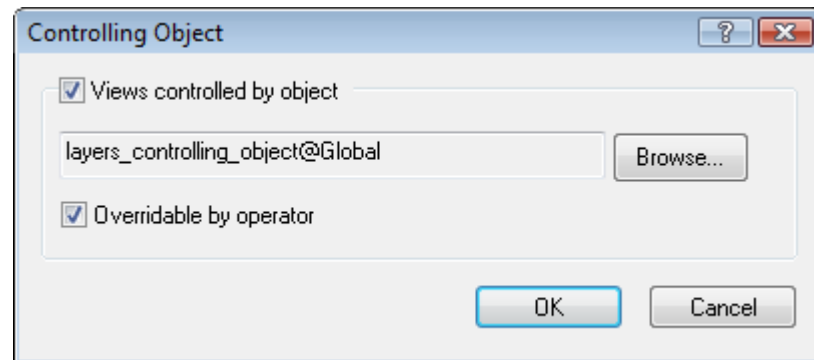 Controlling Object
Views controlled by object
layers_controlling_object@Global
Browse...
Overridable by operator
OK
Cancel